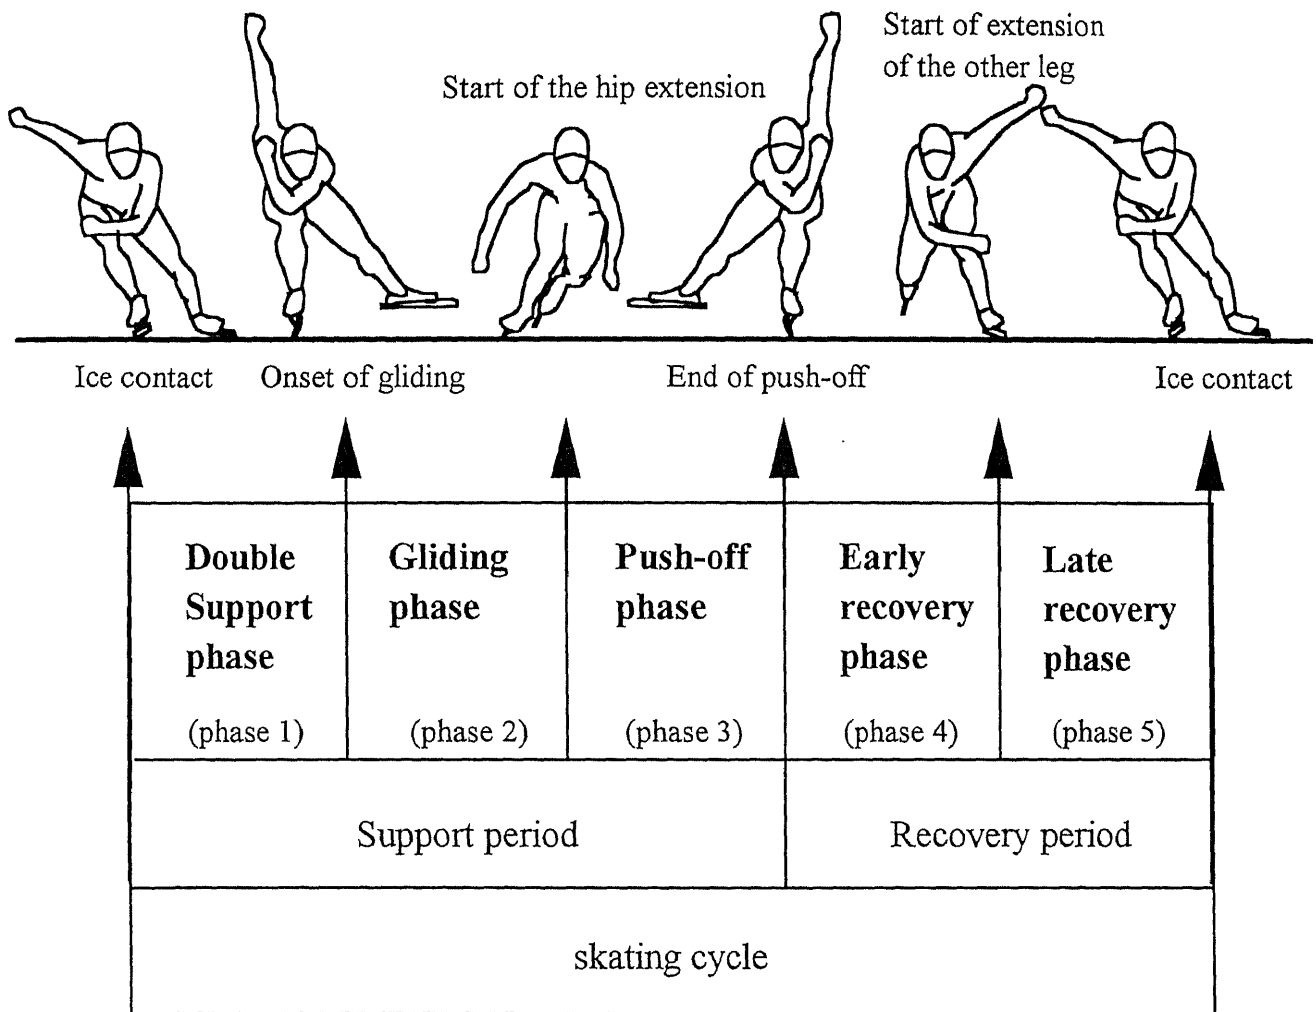 Start of extension
of the other leg
Start of the hip extension
Ice contact
Onset of gliding
End of push-off
Ice contact
Double
Support
phase
(phase 1)
Gliding
phase
(phase 2)
Push-off
phase
(phase 3)
Early
recovery
phase
(phase 4)
Late
recovery
phase
(phase 5)
Support period
Recovery period
skating cycle